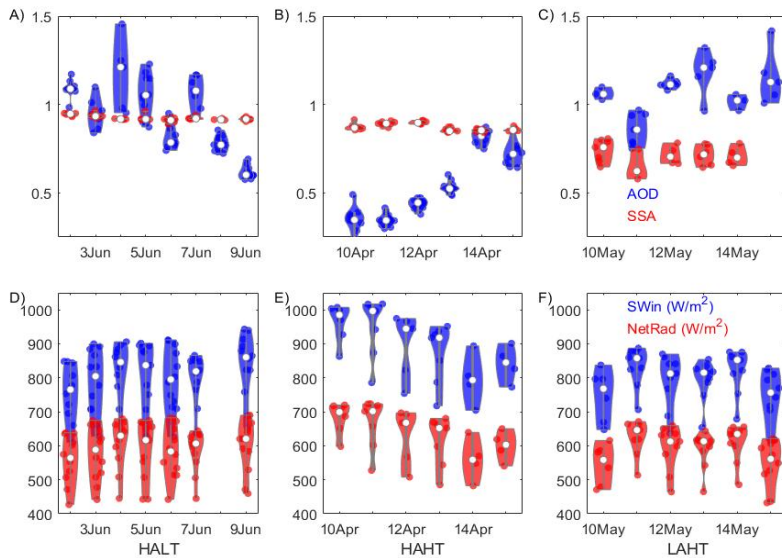 A)
B)
C)
1.5
1
0.5
3Jun 5Jun 7Jun 9Jun
1.5
1
0.5
10Apr 12Apr 14Apr
1.5
1
0.5
AOD
SSA
10May 12May 14May
D)
E)
F)
1000
900
800
700
600
500
400
3Jun 5Jun 7Jun 9Jun
HALT
1000
900
800
700
600
500
400
10Apr 12Apr 14Apr
HAHT
1000
900
800
700
600
500
400
SWin (W/m²)
NetRad (W/m²)
10May 12May 14May
LAHT